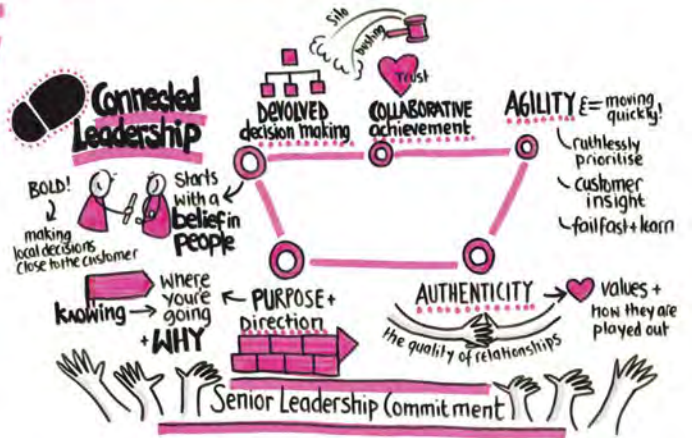 Connected
Leadership
Silo
busting
Trust
DEVOLVED
decision making
COLLABORATIVE
achievement
AGILITY = moving
quickly!
ruthlessly
prioritise
customer
insight
fail fast + learn
BOLD!
making
local decisions
close to the customer
Starts
with a
belief in
people
Knowing
Where
you're
going
+ WHY
PURPOSE +
Direction
AUTHENTICITY
the quality of relationships
values +
how they are
played out
Senior Leadership Commitment